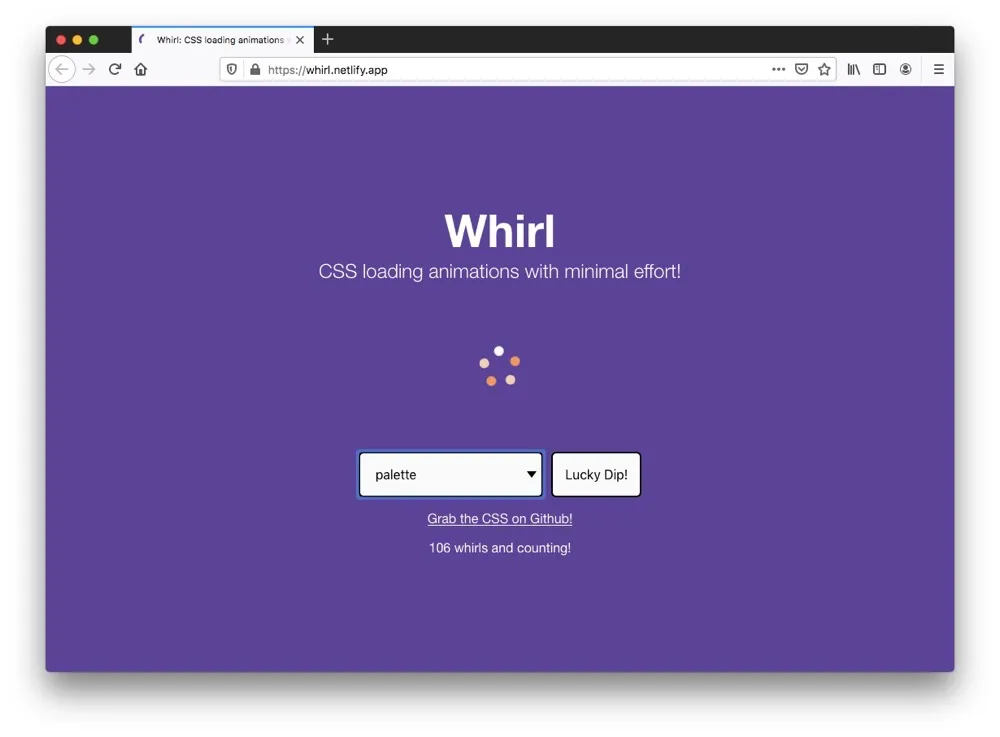 Whirl: CSS loading animations
https://whirl.netlify.app
Whirl
CSS loading animations with minimal effort!
palette
Lucky Dip!
Grab the CSS on Github!
106 whirls and counting!